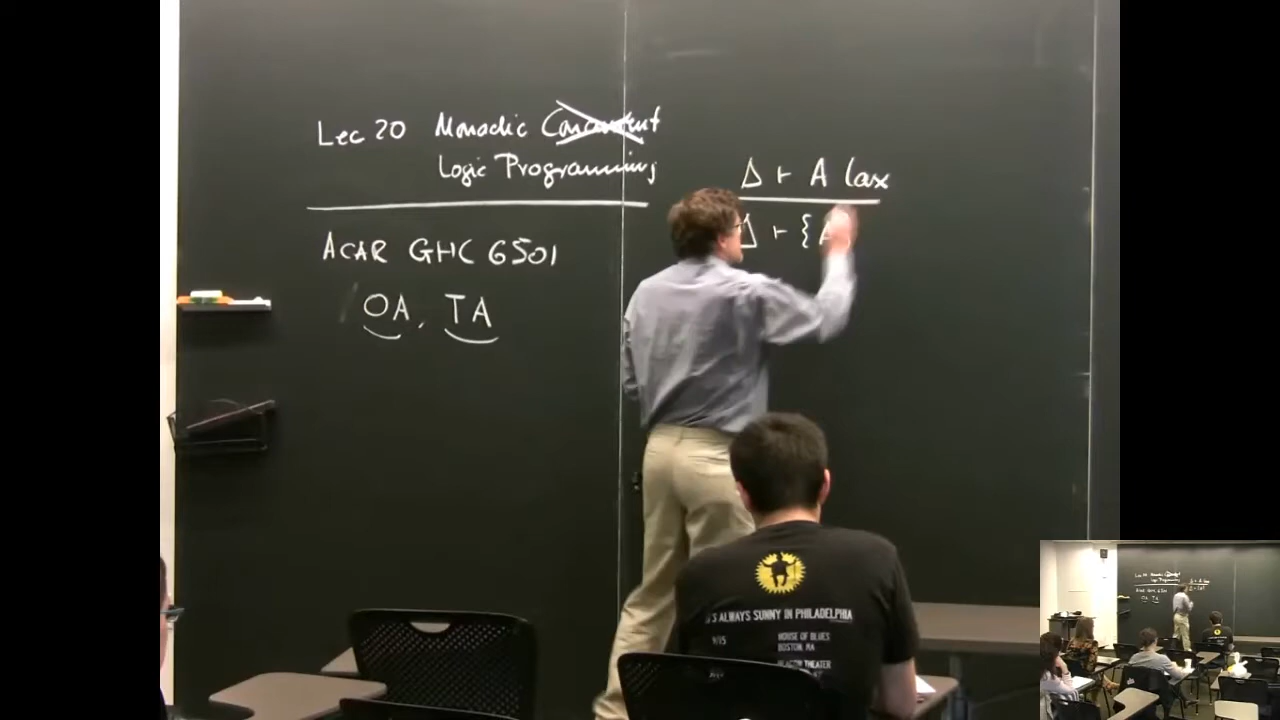 Lec 20 Monadic Concurrent
Logic Programming
ACAR GHC 6501
OA, TA
Δ ⊢ A lax
Δ ⊢ {A
'S ALWAYS SUNNY IN PHILADELPHIA
HOUSE OF BLUES
BOSTON, MA
THEATER